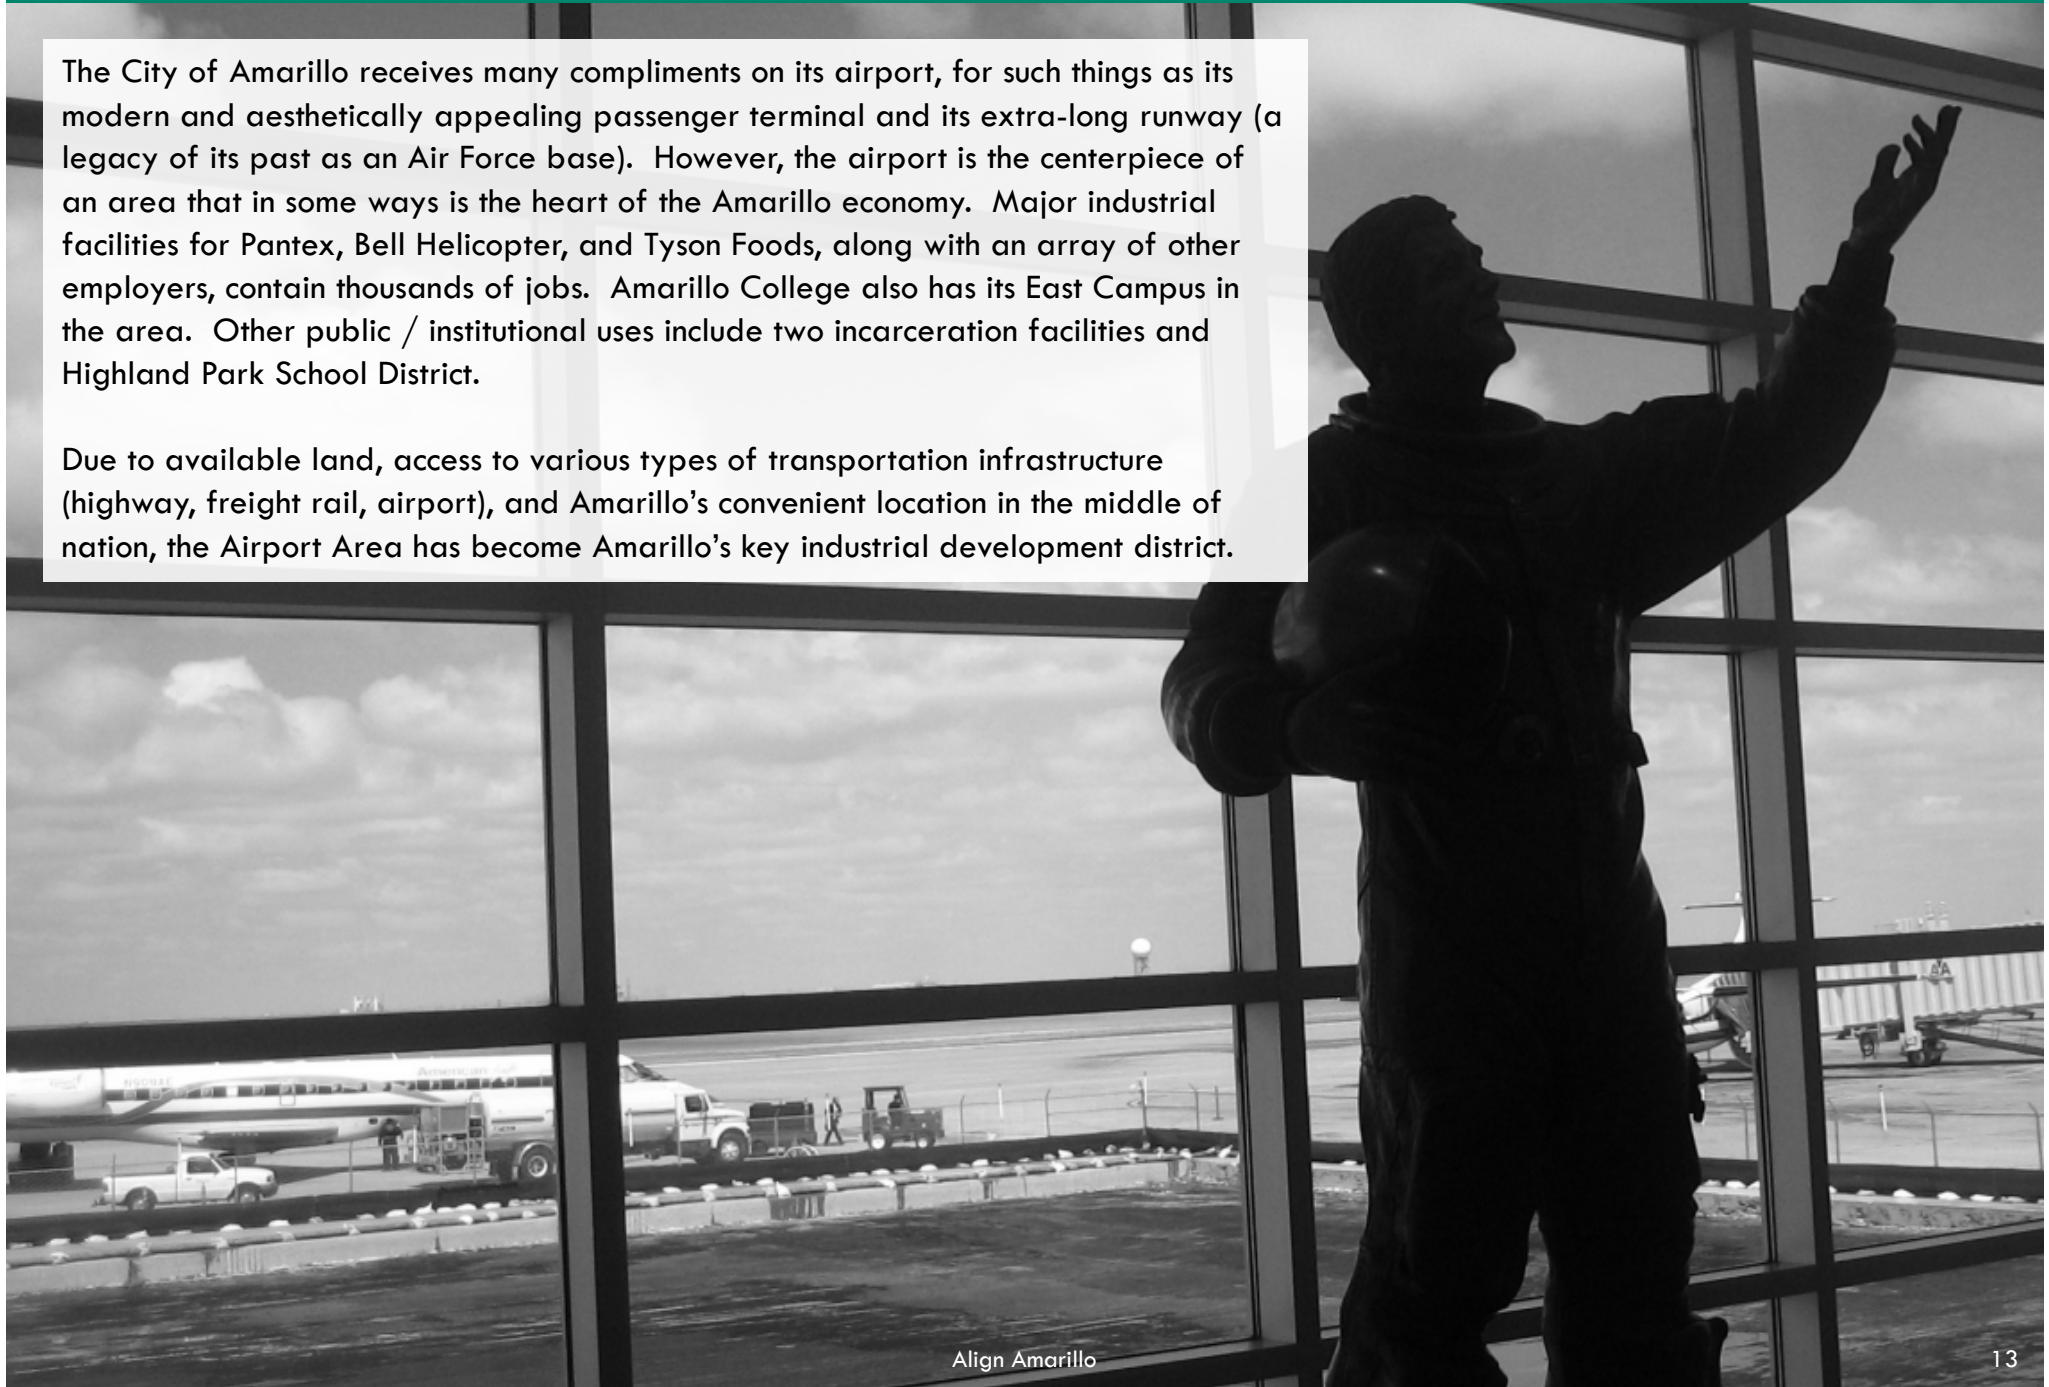 The City of Amarillo receives many compliments on its airport, for such things as its
modern and aesthetically appealing passenger terminal and its extra-long runway (a
legacy of its past as an Air Force base).  However, the airport is the centerpiece of
an area that in some ways is the heart of the Amarillo economy.  Major industrial
facilities for Pantex, Bell Helicopter, and Tyson Foods, along with an array of other
employers, contain thousands of jobs.  Amarillo College also has its East Campus in
the area.  Other public / institutional uses include two incarceration facilities and
Highland Park School District.
Due to available land, access to various types of transportation infrastructure
(highway, freight rail, airport), and Amarillo’s convenient location in the middle of
nation, the Airport Area has become Amarillo’s key industrial development district.
AA
American
Align Amarillo
13